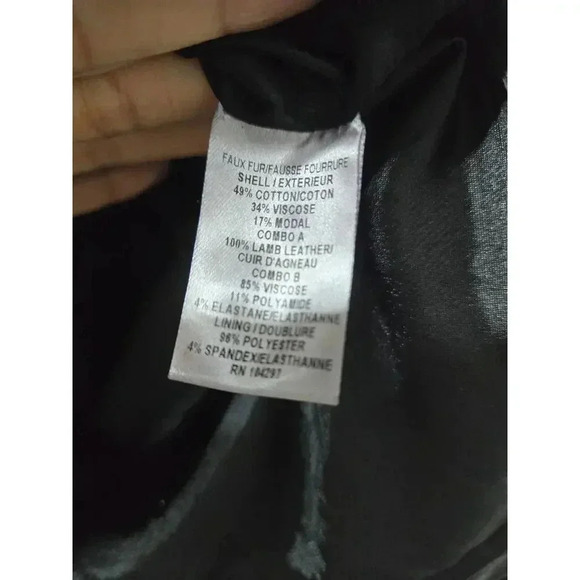 FAUX FUR/FAUSSE FOURRURE
SHELL / EXTERIEUR
49% COTTON/COTON
34% VISCOSE
17% MODAL
COMBO A
100% LAMB LEATHER/
CUIR D'AGNEAU
COMBO B
85% VISCOSE
11% POLYAMIDE
4% ELASTANE/ELASTHANNE
LINING / DOUBLURE
96% POLYESTER
4% SPANDEX/ELASTHANNE
RN 104297